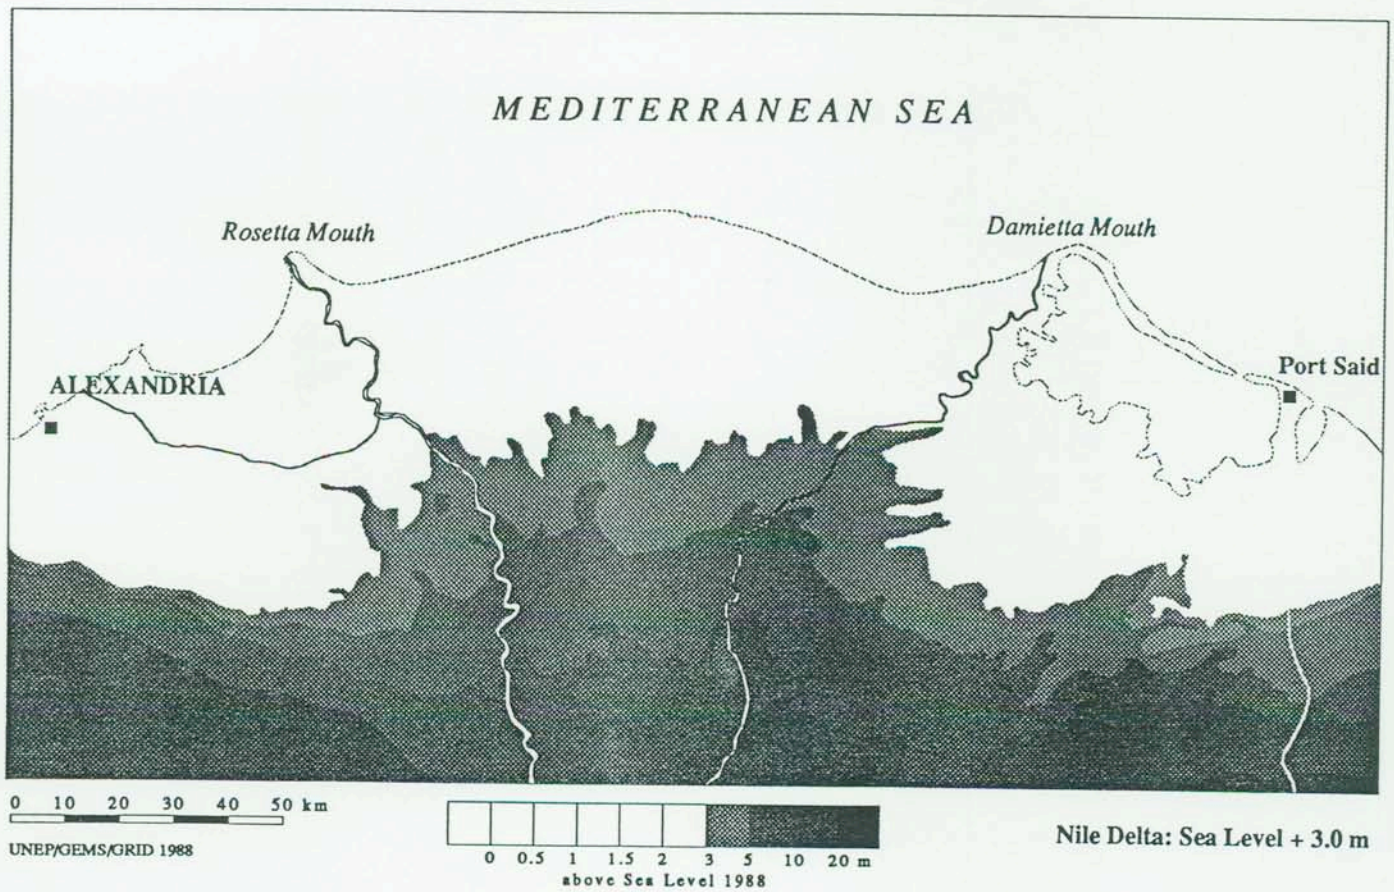 MEDITERRANEAN SEA
Rosetta Mouth
Damietta Mouth
Port Said
ALEXANDRIA
0 10 20 30 40 50 km
UNEP/GEMS/GRID 1988
0 0.5 1 1.5 2 3 5 10 20 m
above Sea Level 1988
Nile Delta: Sea Level + 3.0 m